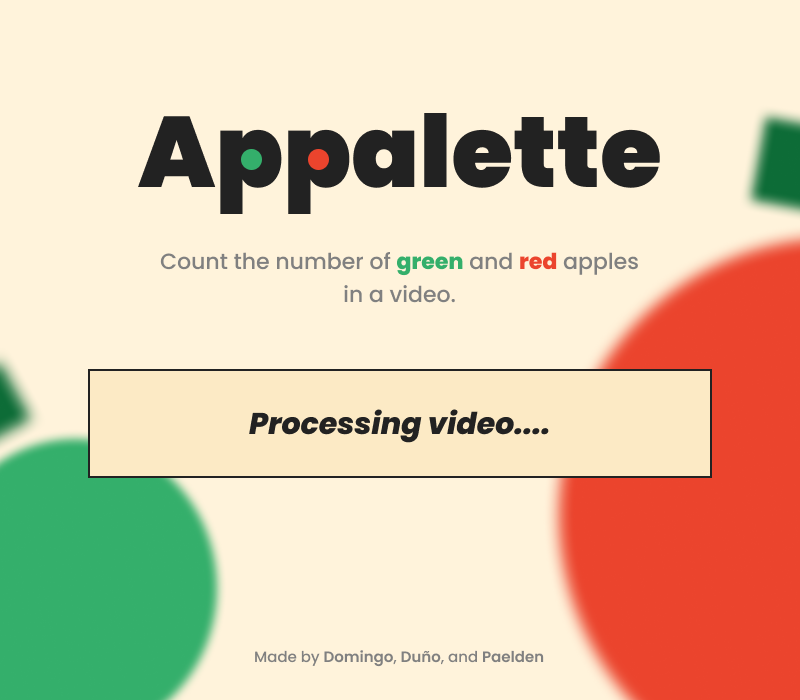 Appalette
Count the number of green and red apples
in a video.
Processing video....
Made by Domingo, Duño, and Paelden